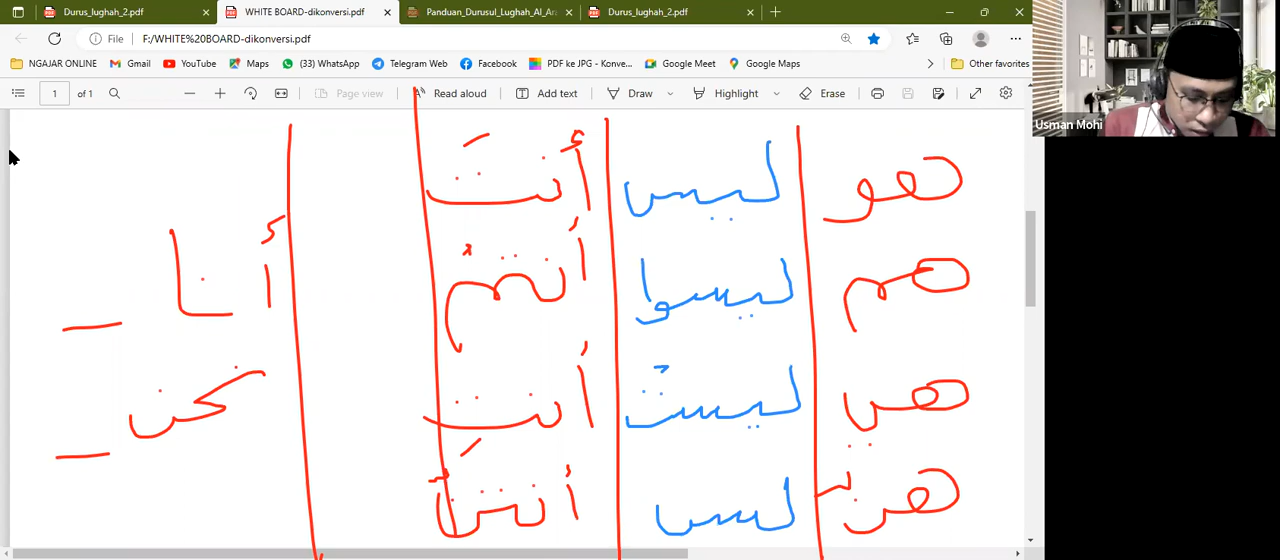 Durus_lughah_2.pdf WHITE BOARD-dikonversi.pdf Panduan_Durusul_Lughah_Al_Ara Durus_lughah_2.pdf
File F:/WHITE%20BOARD-dikonversi.pdf
NGAJAR ONLINE Gmail YouTube Maps (33) WhatsApp Telegram Web Facebook PDF ke JPG - Konve... Google Meet Google Maps Other favorites
1 of 1 Page view Read aloud Add text Draw Highlight Erase
Usman Mohi
هو ليس أنتَ
هم ليسوا أنتم أنا
هي ليستْ أنتِ نحن
هنّ لس أنتنّ